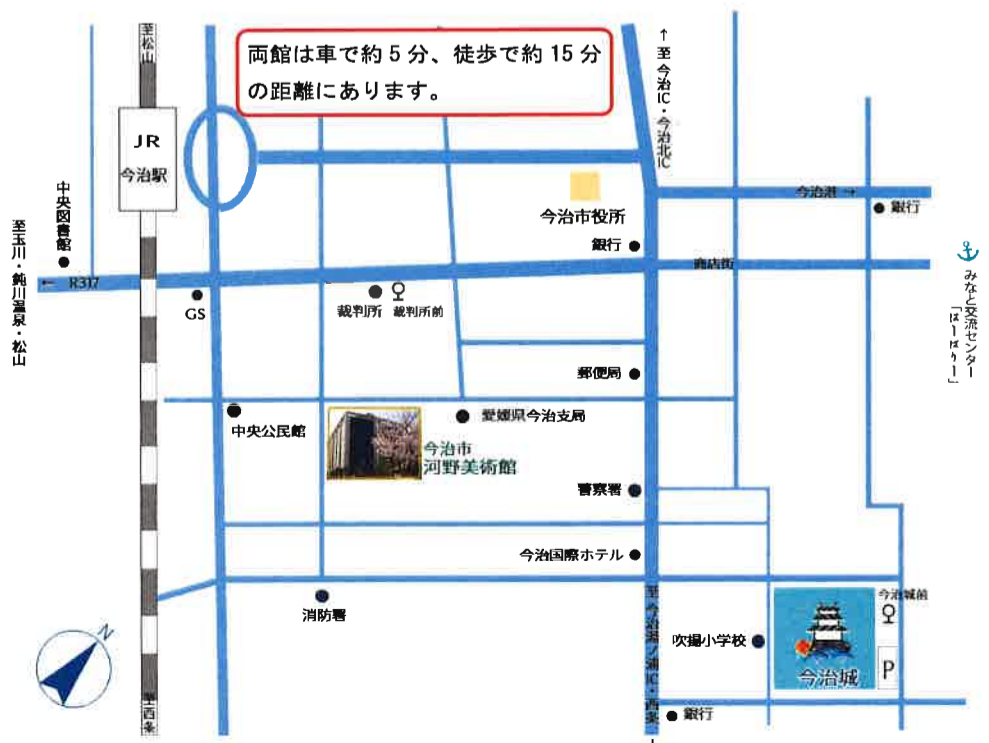 両館は車で約5分、徒歩で約15分
の距離にあります。
至松山
JR
今治駅
↑至今治IC・今治北IC
中央図書館
今治市役所
今治港→
銀行
銀行
至玉川・鈍川温泉・松山
← R317
商店街
みなと交流センター
「はーばりー」
GS
裁判所
裁判所前
郵便局
中央公民館
愛媛県今治支局
今治市
河野美術館
警察署
今治国際ホテル
消防署
至今治湯ノ浦IC・西条
今治城前
吹揚小学校
今治城
P
N
至西条
銀行